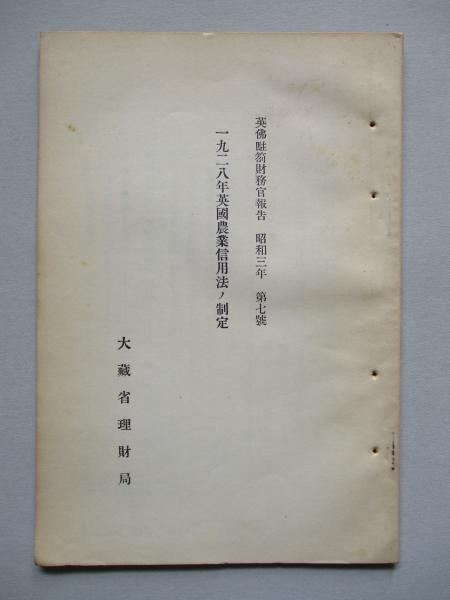 英佛駐箚財務官報告 昭和三年 第七號
一九二八年英國農業信用法ノ制定
大藏省理財局